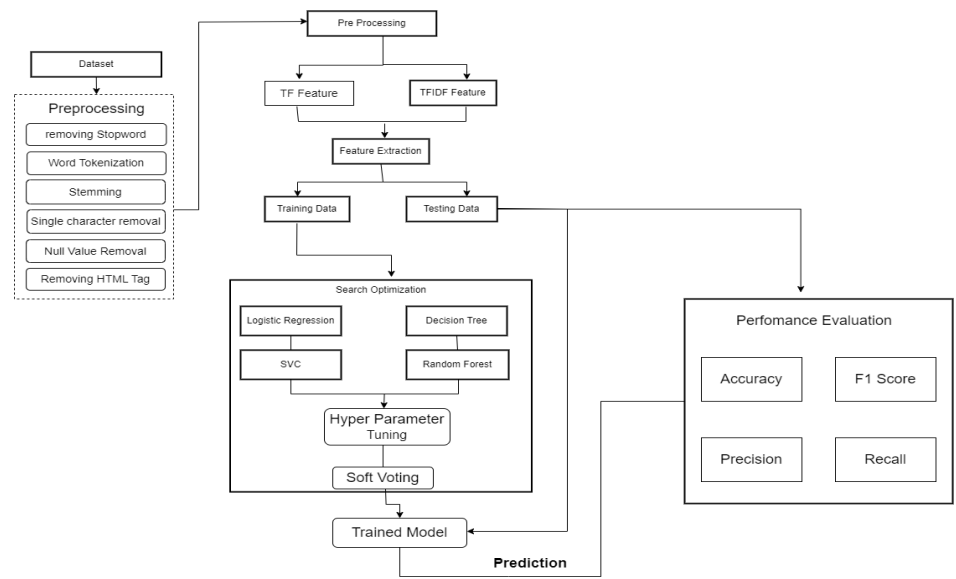 Pre Processing
Dataset
Preprocessing
removing Stopword
Word Tokenization
Stemming
Single character removal
Null Value Removal
Removing HTML Tag
TF Feature
TFIDF Feature
Feature Extraction
Training Data
Testing Data
Search Optimization
Logistic Regression
Decision Tree
SVC
Random Forest
Hyper Parameter
Tuning
Soft Voting
Trained Model
Prediction
Perfomance Evaluation
Accuracy
F1 Score
Precision
Recall